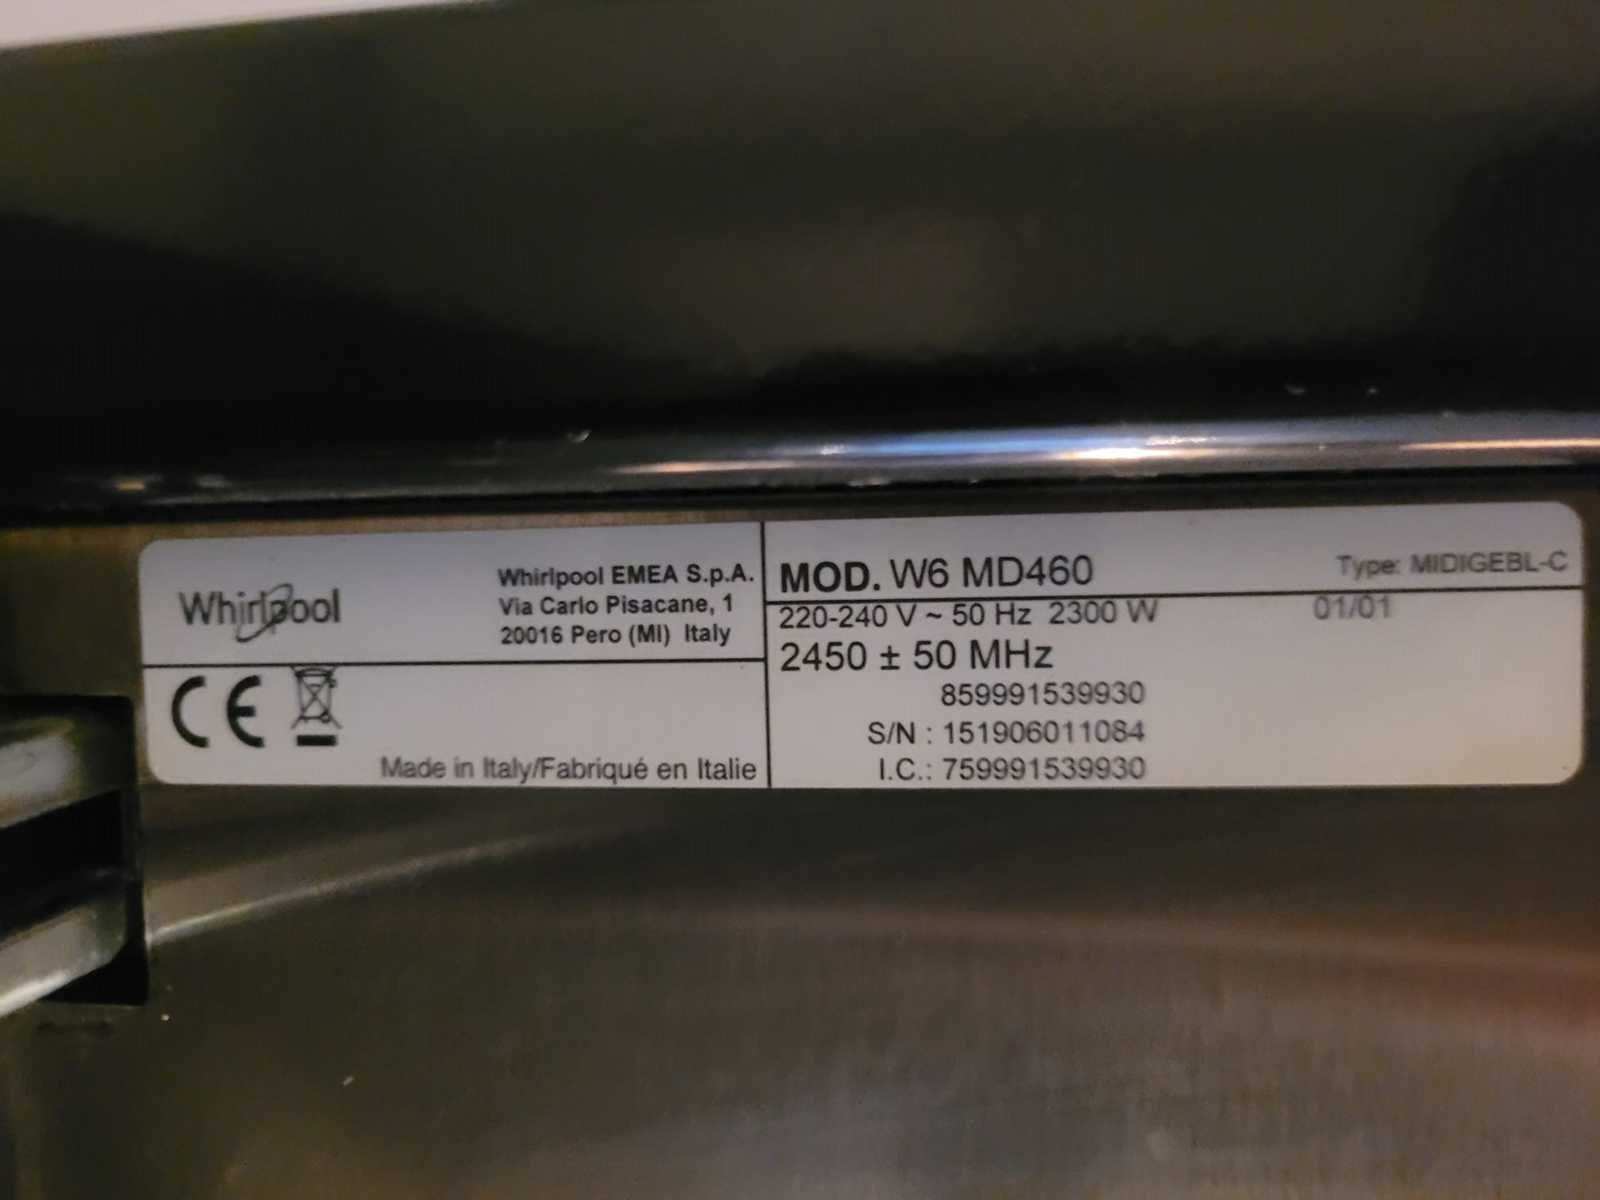 Whirlpool
Whirlpool EMEA S.p.A.
Via Carlo Pisacane, 1
20016 Pero (MI) Italy
CE
Made in Italy/Fabriqué en Italie
MOD. W6 MD460
Type: MIDIGEBL-C
220-240 V ~ 50 Hz 2300 W
01/01
2450 ± 50 MHz
859991539930
S/N : 151906011084
I.C.: 759991539930